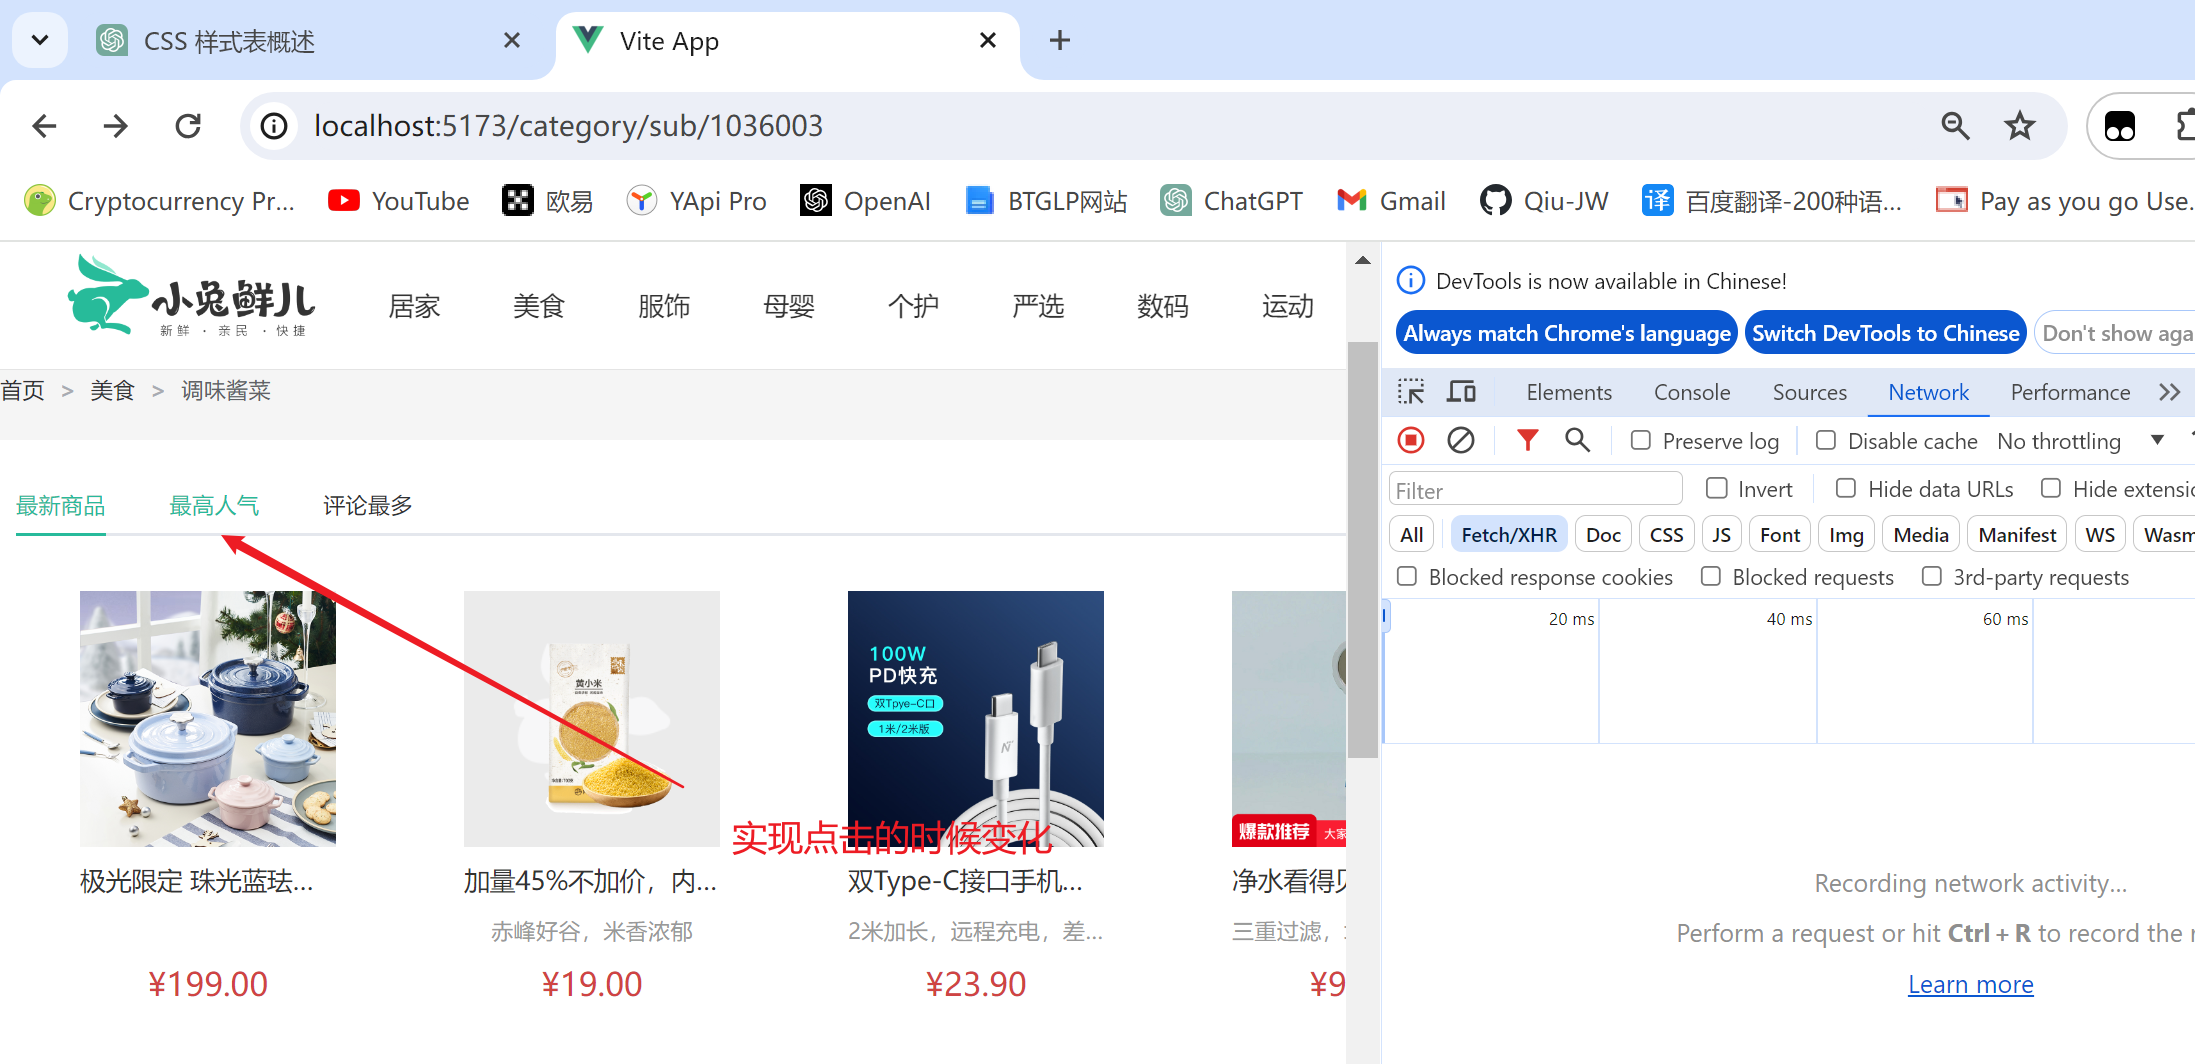 CSS 样式表概述
Vite App
localhost:5173/category/sub/1036003
Cryptocurrency Pr...
YouTube
欧易
YApi Pro
OpenAI
BTGLP网站
ChatGPT
Gmail
Qiu-JW
译
百度翻译-200种语...
Pay as you go Use.
小兔鲜儿
新鲜 · 亲民 · 快捷
居家
美食
服饰
母婴
个护
严选
数码
运动
首页 > 美食 > 调味酱菜
最新商品
最高人气
评论最多
黄小米
100W
PD快充
双Tpye-C口
1米/2米版
爆款推荐
大家
实现点击的时候变化
极光限定 珠光蓝珐...
加量45%不加价，内...
双Type-C接口手机...
净水看得见
赤峰好谷，米香浓郁
2米加长，远程充电，差...
三重过滤，
¥199.00
¥19.00
¥23.90
¥9
DevTools is now available in Chinese!
Always match Chrome's language
Switch DevTools to Chinese
Don't show aga
Elements
Console
Sources
Network
Performance
Preserve log
Disable cache
No throttling
Filter
Invert
Hide data URLs
Hide extensio
All
Fetch/XHR
Doc
CSS
JS
Font
Img
Media
Manifest
WS
Wasm
Blocked response cookies
Blocked requests
3rd-party requests
20 ms
40 ms
60 ms
Recording network activity...
Perform a request or hit Ctrl + R to record the r
Learn more